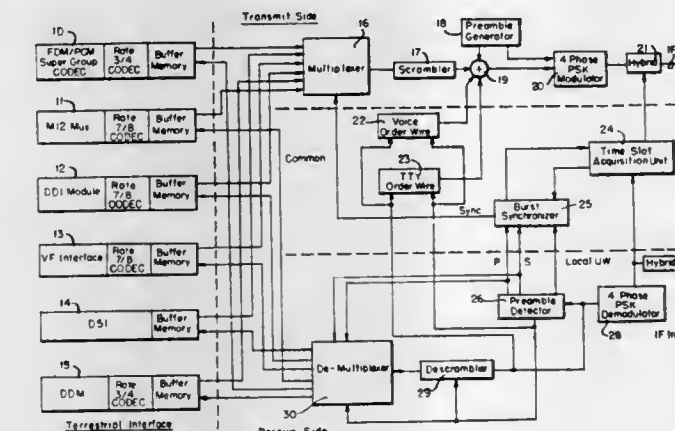 Transmit Side
10
FDM/PCM
Super Group
CODEC
Rate
3/4
CODEC
Buffer
Memory
16
Multiplexer
17
Scrambler
18
Preamble
Generator
19
4 Phase
PSK
Modulator
20
21
Hybrid
IF
11
M12 Mux
Rate
7/8
CODEC
Buffer
Memory
22
Voice
Order Wire
24
Time Slot
Acquisition Unit
12
DDI Module
Rate
7/8
CODEC
Buffer
Memory
Common
23
TTY
Order Wire
Sync
Burst
Synchronizer
25
13
VF Interface
Rate
7/8
CODEC
Buffer
Memory
P
S
Local UW
Hybrid
14
DSI
Buffer
Memory
26
Preamble
Detector
4 Phase
PSK
Demodulator
28
IF In
15
DDM
Rate
3/4
CODEC
Buffer
Memory
De-Multiplexer
30
Descrambler
29
Terrestrial Interface
Receive Side